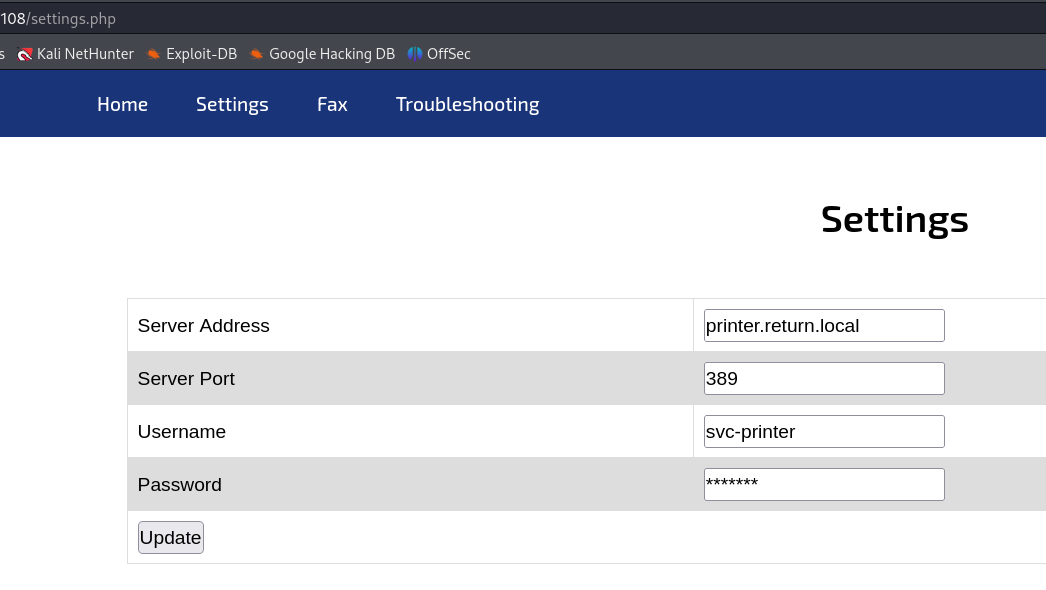 108/settings.php
s Kali NetHunter Exploit-DB Google Hacking DB OffSec
Home Settings Fax Troubleshooting
Settings
Server Address printer.return.local
Server Port 389
Username svc-printer
Password *******
Update